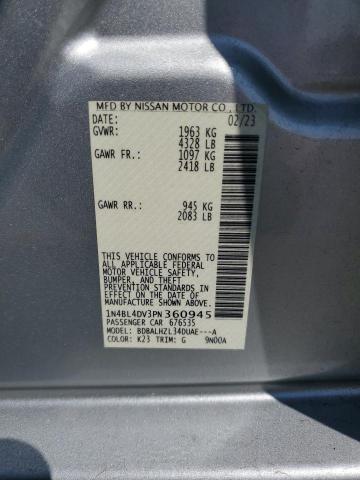 MFD BY NISSAN MOTOR CO., LTD.
DATE: 02/23
GVWR: 1963 KG
4328 LB
GAWR FR.: 1097 KG
2418 LB
GAWR RR.: 945 KG
2083 LB
THIS VEHICLE CONFORMS TO
ALL APPLICABLE FEDERAL
MOTOR VEHICLE SAFETY,
BUMPER, AND THEFT
PREVENTION STANDARDS
IN EFFECT ON THE DATE OF
MANUFACTURE SHOWN ABOVE.
1N4BL4DV3PN360945
PASSENGER CAR 676535
MODEL: BDBALHZL34DUAE---A
COLOR: K23 TRIM: G 9N00A